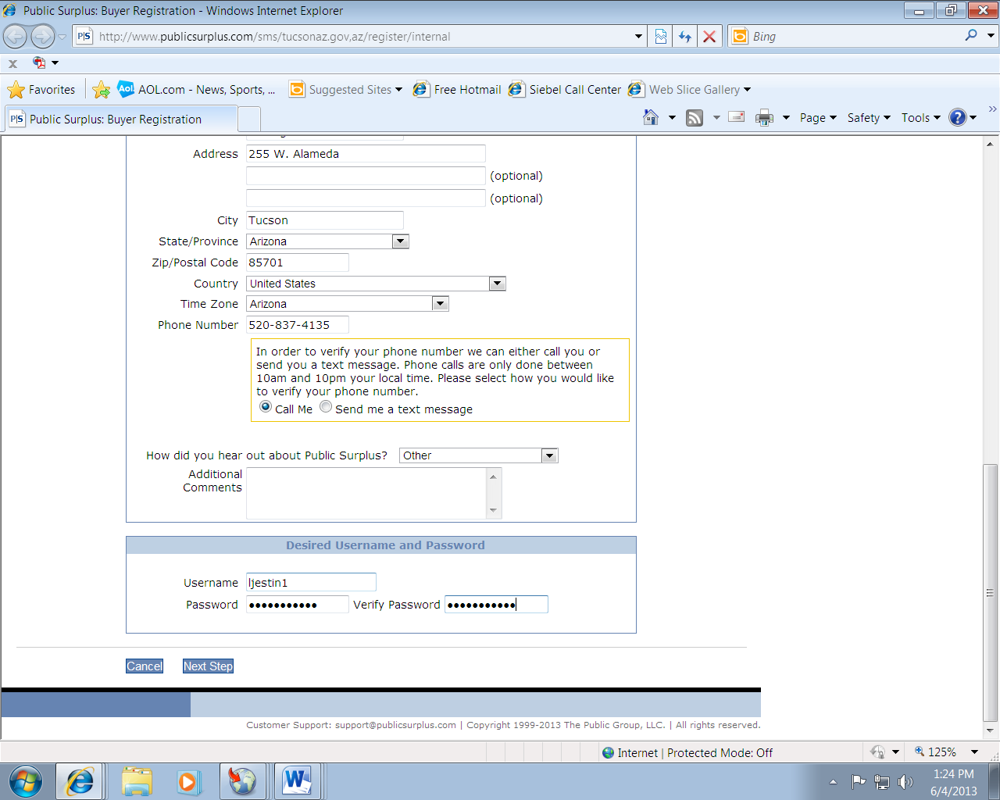 Public Surplus: Buyer Registration - Windows Internet Explorer
P|S http://www.publicsurplus.com/sms/tucsonaz.gov,az/register/internal Bing
x
Favorites AOL.com - News, Sports, ... Suggested Sites Free Hotmail Siebel Call Center Web Slice Gallery
P|S Public Surplus: Buyer Registration Page Safety Tools
Address 255 W. Alameda
(optional)
(optional)
City Tucson
State/Province Arizona
Zip/Postal Code 85701
Country United States
Time Zone Arizona
Phone Number 520-837-4135
In order to verify your phone number we can either call you or
send you a text message. Phone calls are only done between
10am and 10pm your local time. Please select how you would like
to verify your phone number.
Call Me Send me a text message
How did you hear out about Public Surplus? Other
Additional
Comments
Desired Username and Password
Username ljestin1
Password ●●●●●●●●●●● Verify Password ●●●●●●●●●●●
Cancel Next Step
Customer Support: support@publicsurplus.com | Copyright 1999-2013 The Public Group, LLC. | All rights reserved.
Internet | Protected Mode: Off 125%
1:24 PM
6/4/2013